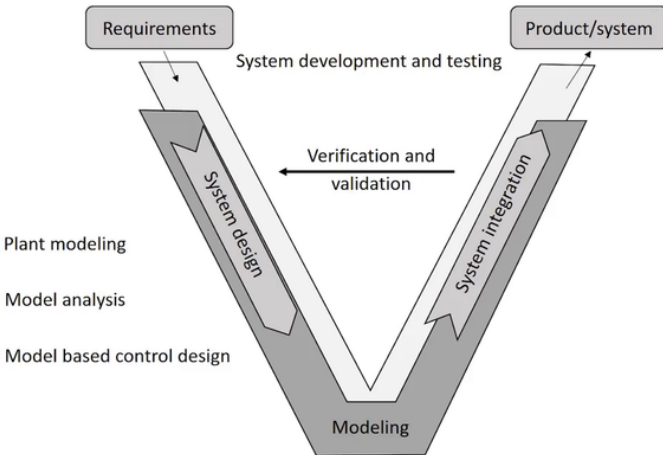 Requirements
Product/system
System development and testing
Verification and
validation
System design
System integration
Plant modeling
Model analysis
Model based control design
Modeling